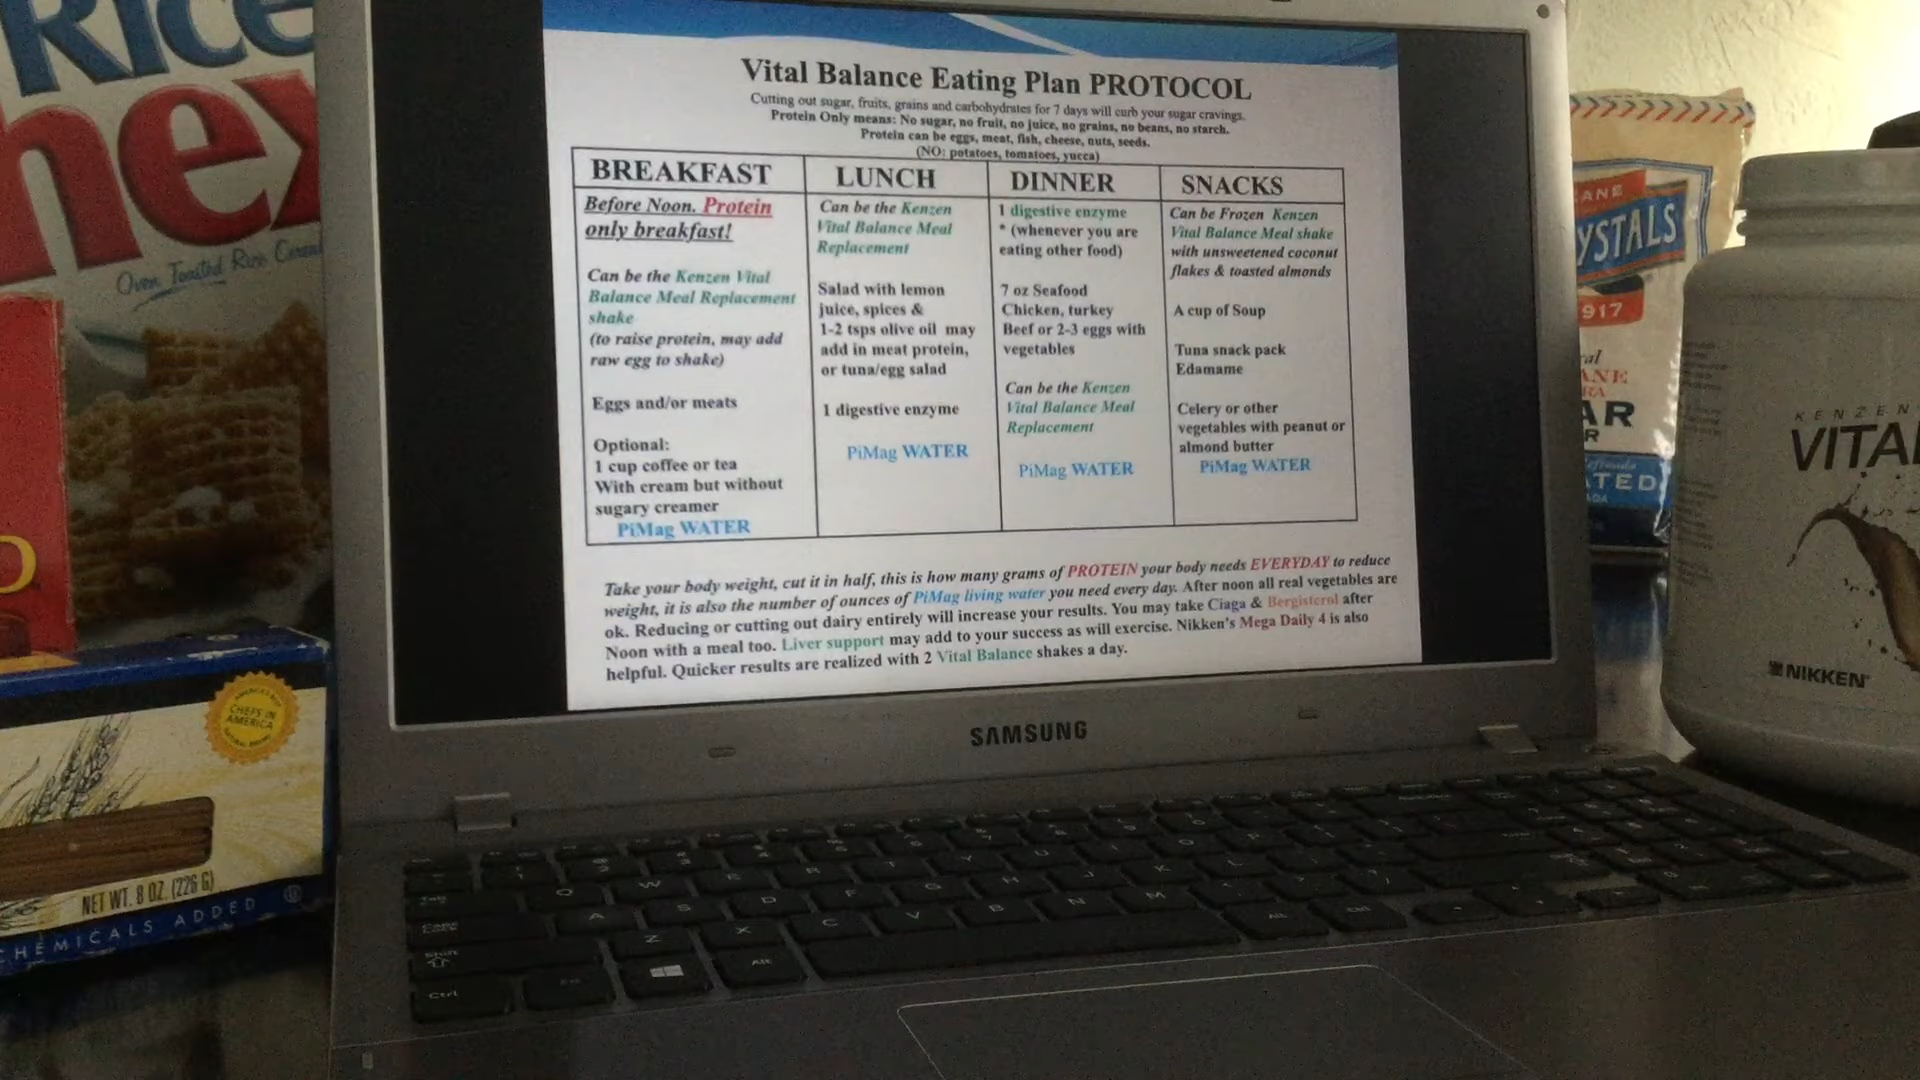 Rice
hex
Oven Toasted Rice Cereal
CHEFS IN
AMERICA
NET WT. 8 OZ. (226 G)
CHEMICALS ADDED
Vital Balance Eating Plan PROTOCOL
Cutting out sugar, fruits, grains and carbohydrates for 7 days will curb your sugar cravings.
Protein Only means: No sugar, no fruit, no juice, no grains, no beans, no starch.
Protein can be eggs, meat, fish, cheese, nuts, seeds.
(NO: potatoes, tomatoes, yucca)
BREAKFAST
Before Noon. Protein
only breakfast!
Can be the Kenzen Vital
Balance Meal Replacement
shake
(to raise protein, may add
raw egg to shake)
Eggs and/or meats
Optional:
1 cup coffee or tea
With cream but without
sugary creamer
PiMag WATER
LUNCH
Can be the Kenzen
Vital Balance Meal
Replacement
Salad with lemon
juice, spices &
1-2 tsps olive oil may
add in meat protein,
or tuna/egg salad
1 digestive enzyme
PiMag WATER
DINNER
1 digestive enzyme
* (whenever you are
eating other food)
7 oz Seafood
Chicken, turkey
Beef or 2-3 eggs with
vegetables
Can be the Kenzen
Vital Balance Meal
Replacement
PiMag WATER
SNACKS
Can be Frozen Kenzen
Vital Balance Meal shake
with unsweetened coconut
flakes & toasted almonds
A cup of Soup
Tuna snack pack
Edamame
Celery or other
vegetables with peanut or
almond butter
PiMag WATER
Take your body weight, cut it in half, this is how many grams of PROTEIN your body needs EVERYDAY to reduce
weight, it is also the number of ounces of PiMag living water you need every day. After noon all real vegetables are
ok. Reducing or cutting out dairy entirely will increase your results. You may take Ciaga & Bergisterol after
Noon with a meal too. Liver support may add to your success as will exercise. Nikken's Mega Daily 4 is also
helpful. Quicker results are realized with 2 Vital Balance shakes a day.
SAMSUNG
ANE
YSTALS
1917
ANE
AR
ATED
KENZEN
VITAL
NIKKEN